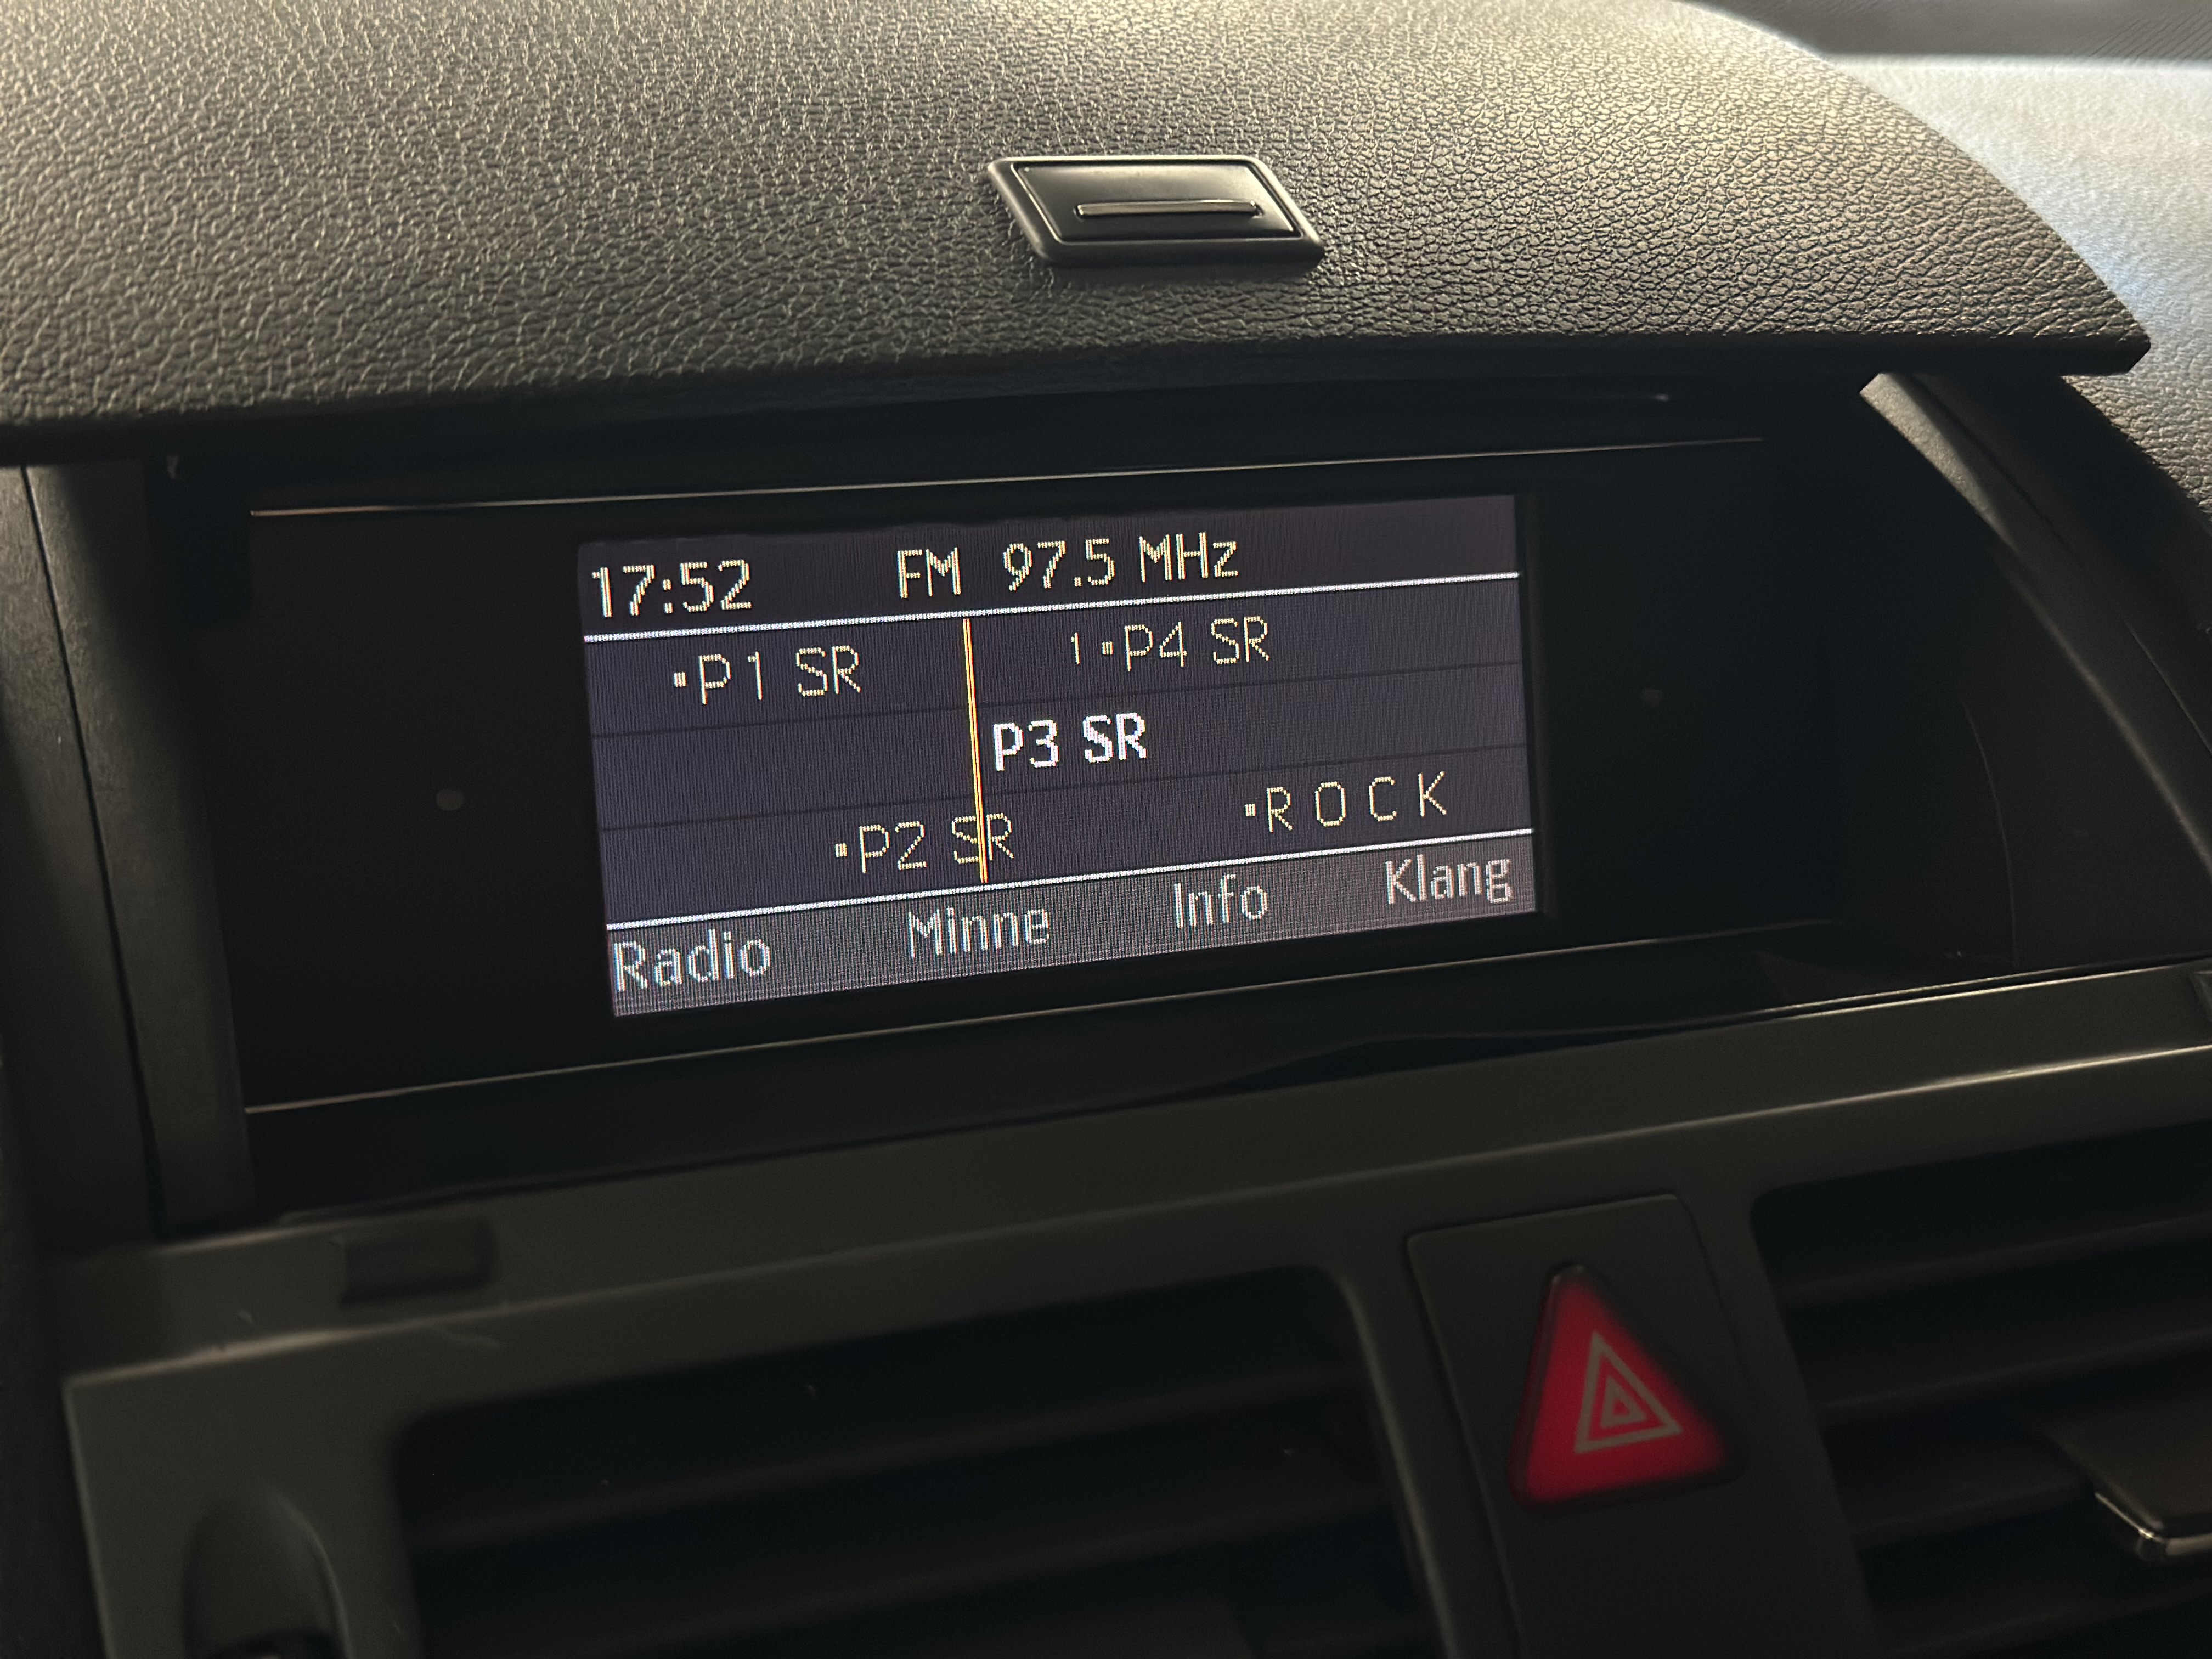 17:52 FM 97.5 MHz
P1 SR 1 P4 SR
P3 SR
P2 SR R O C K
Radio Minne Info Klang